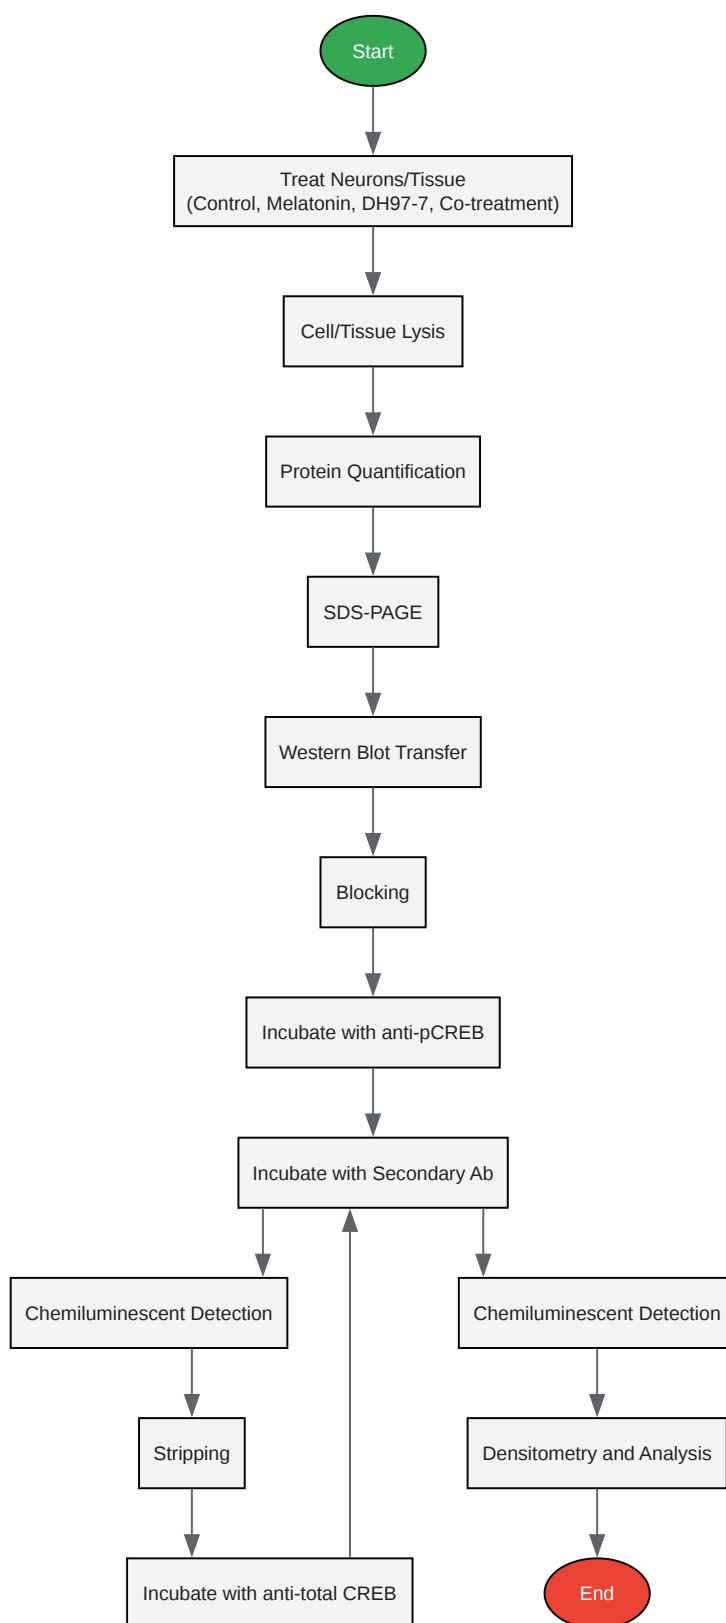 Start
Treat Neurons/Tissue
(Control, Melatonin, DH97-7, Co-treatment)
Cell/Tissue Lysis
Protein Quantification
SDS-PAGE
Western Blot Transfer
Blocking
Incubate with anti-pCREB
Incubate with Secondary Ab
Chemiluminescent Detection
Chemiluminescent Detection
Stripping
Densitometry and Analysis
Incubate with anti-total CREB
End